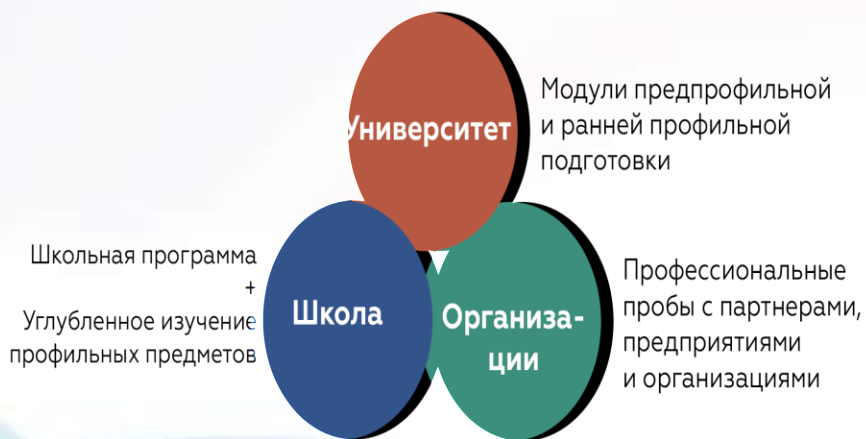 Университет
Модули предпрофильной
и ранней профильной
подготовки
Школьная программа
+
Углубленное изучение
профильных предметов
Школа
Организа-
ции
Профессиональные
пробы с партнерами,
предприятиями
и организациями